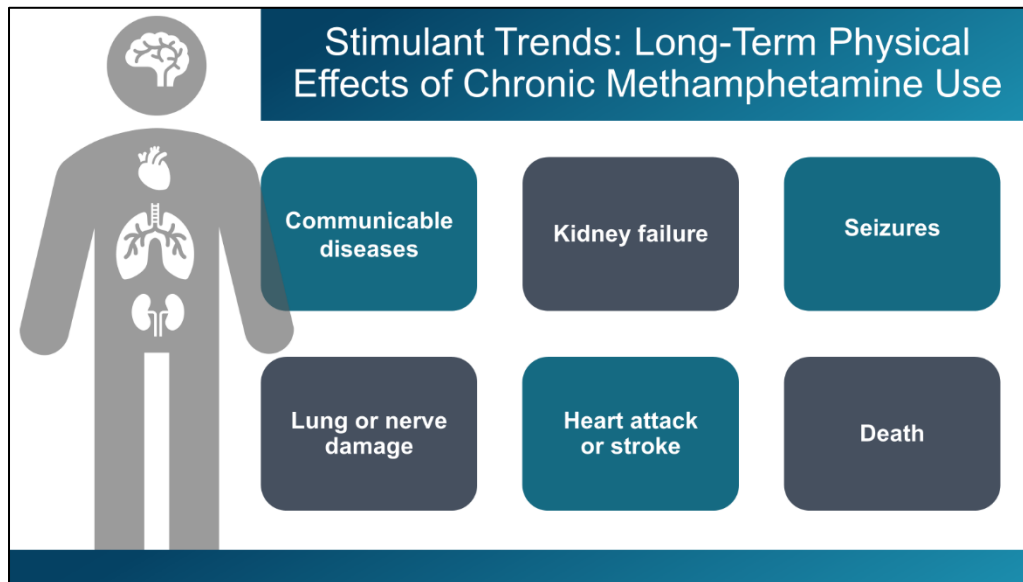 Stimulant Trends: Long-Term Physical
Effects of Chronic Methamphetamine Use
Communicable
diseases
Kidney failure
Seizures
Lung or nerve
damage
Heart attack
or stroke
Death